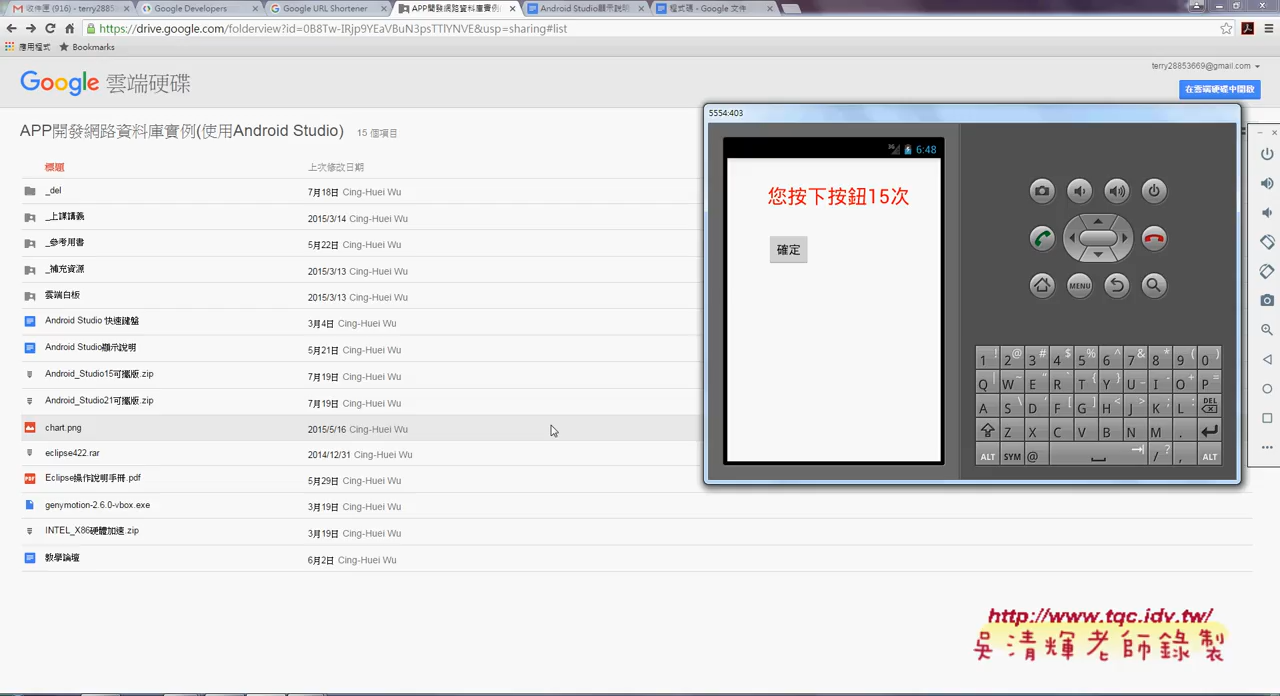 收件匣 (916) - terry2885
Google Developers
Google URL Shortener
APP開發網路資料庫實例
Android Studio顯示說明
程式碼 - Google 文件
https://drive.google.com/folderview?id=0B8Tw-IRjp9YEaVBuN3psTTlYNVE&usp=sharing#list
應用程式
Bookmarks
terry28853669@gmail.com
Google 雲端硬碟
在雲端硬碟中開啟
APP開發網路資料庫實例(使用Android Studio) 15 個項目
標題 上次修改日期
_del 7月18日 Cing-Huei Wu
_上課講義 2015/3/14 Cing-Huei Wu
_參考用書 5月22日 Cing-Huei Wu
_補充資源 2015/3/13 Cing-Huei Wu
雲端白板 2015/3/13 Cing-Huei Wu
Android Studio 快速鍵盤 3月4日 Cing-Huei Wu
Android Studio顯示說明 5月21日 Cing-Huei Wu
Android_Studio15可攜版.zip 7月19日 Cing-Huei Wu
Android_Studio21可攜版.zip 7月19日 Cing-Huei Wu
chart.png 2015/5/16 Cing-Huei Wu
eclipse422.rar 2014/12/31 Cing-Huei Wu
Eclipse操作說明手冊.pdf 5月29日 Cing-Huei Wu
genymotion-2.6.0-vbox.exe 3月19日 Cing-Huei Wu
INTEL_X86硬體加速.zip 3月19日 Cing-Huei Wu
教學論壇 6月2日 Cing-Huei Wu
5554:403
3G 6:48
您按下按鈕15次
確定
MENU
1 ! 2 @ 3 # 4 $ 5 % 6 ^ 7 & 8 * 9 ( 0 )
Q | W ~ E " R ` T { Y } U _ I - O + P =
A S \ D ' F [ G ] H < J > K ; L : DEL
Z X C V B N M .
ALT SYM @ / ? , ALT
http://www.tqc.idv.tw/
吳清輝老師錄製